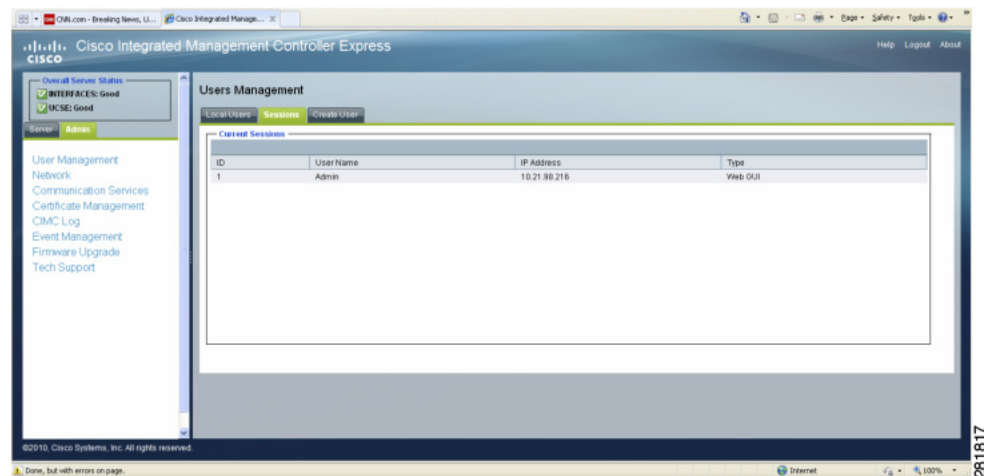 CNN.com - Breaking News, U...
Cisco Integrated Manage...
Page
Safety
Tools
CISCO
Cisco Integrated Management Controller Express
Help Logout About
Overall Server Status
INTERFACES: Good
UCSE: Good
Server Admin
User Management
Network
Communication Services
Certificate Management
CIMC Log
Event Management
Firmware Upgrade
Tech Support
Users Management
Local Users Sessions Create User
Current Sessions
ID User Name IP Address Type
1 Admin 10.21.98.216 Web GUI
©2010, Cisco Systems, Inc. All rights reserved.
Done, but with errors on page.
Internet
100%
281817